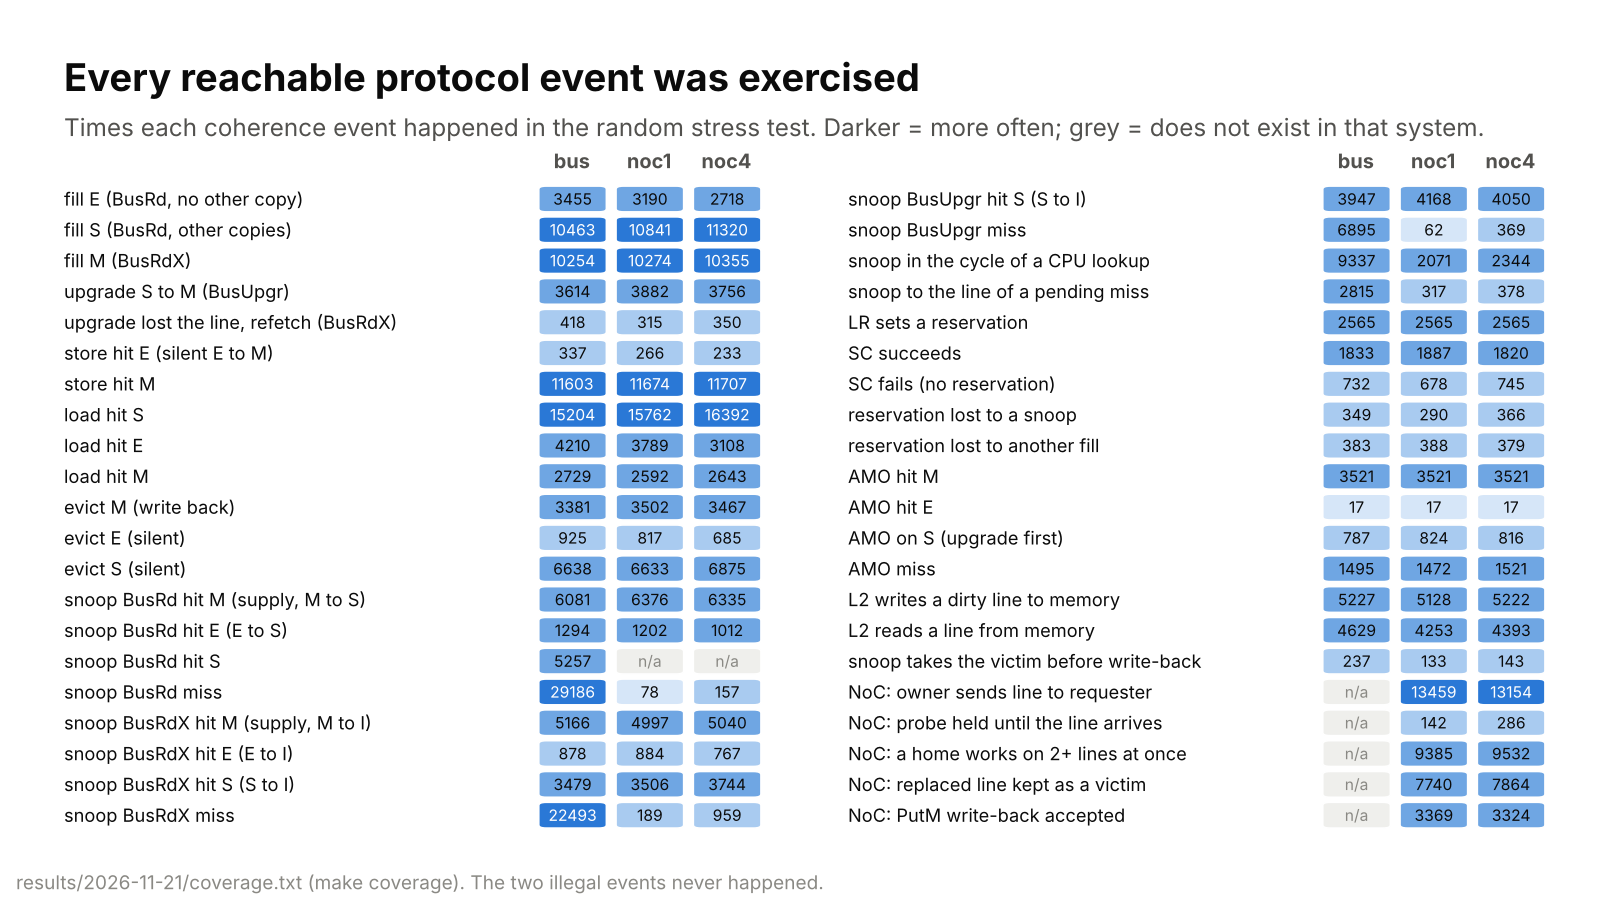 Every reachable protocol event was exercised
Times each coherence event happened in the random stress test. Darker = more often; grey = does not exist in that system.
bus noc1 noc4
fill E (BusRd, no other copy) 3455 3190 2718
fill S (BusRd, other copies) 10463 10841 11320
fill M (BusRdX) 10254 10274 10355
upgrade S to M (BusUpgr) 3614 3882 3756
upgrade lost the line, refetch (BusRdX) 418 315 350
store hit E (silent E to M) 337 266 233
store hit M 11603 11674 11707
load hit S 15204 15762 16392
load hit E 4210 3789 3108
load hit M 2729 2592 2643
evict M (write back) 3381 3502 3467
evict E (silent) 925 817 685
evict S (silent) 6638 6633 6875
snoop BusRd hit M (supply, M to S) 6081 6376 6335
snoop BusRd hit E (E to S) 1294 1202 1012
snoop BusRd hit S 5257 n/a n/a
snoop BusRd miss 29186 78 157
snoop BusRdX hit M (supply, M to I) 5166 4997 5040
snoop BusRdX hit E (E to I) 878 884 767
snoop BusRdX hit S (S to I) 3479 3506 3744
snoop BusRdX miss 22493 189 959
bus noc1 noc4
snoop BusUpgr hit S (S to I) 3947 4168 4050
snoop BusUpgr miss 6895 62 369
snoop in the cycle of a CPU lookup 9337 2071 2344
snoop to the line of a pending miss 2815 317 378
LR sets a reservation 2565 2565 2565
SC succeeds 1833 1887 1820
SC fails (no reservation) 732 678 745
reservation lost to a snoop 349 290 366
reservation lost to another fill 383 388 379
AMO hit M 3521 3521 3521
AMO hit E 17 17 17
AMO on S (upgrade first) 787 824 816
AMO miss 1495 1472 1521
L2 writes a dirty line to memory 5227 5128 5222
L2 reads a line from memory 4629 4253 4393
snoop takes the victim before write-back 237 133 143
NoC: owner sends line to requester n/a 13459 13154
NoC: probe held until the line arrives n/a 142 286
NoC: a home works on 2+ lines at once n/a 9385 9532
NoC: replaced line kept as a victim n/a 7740 7864
NoC: PutM write-back accepted n/a 3369 3324
results/2026-11-21/coverage.txt (make coverage). The two illegal events never happened.